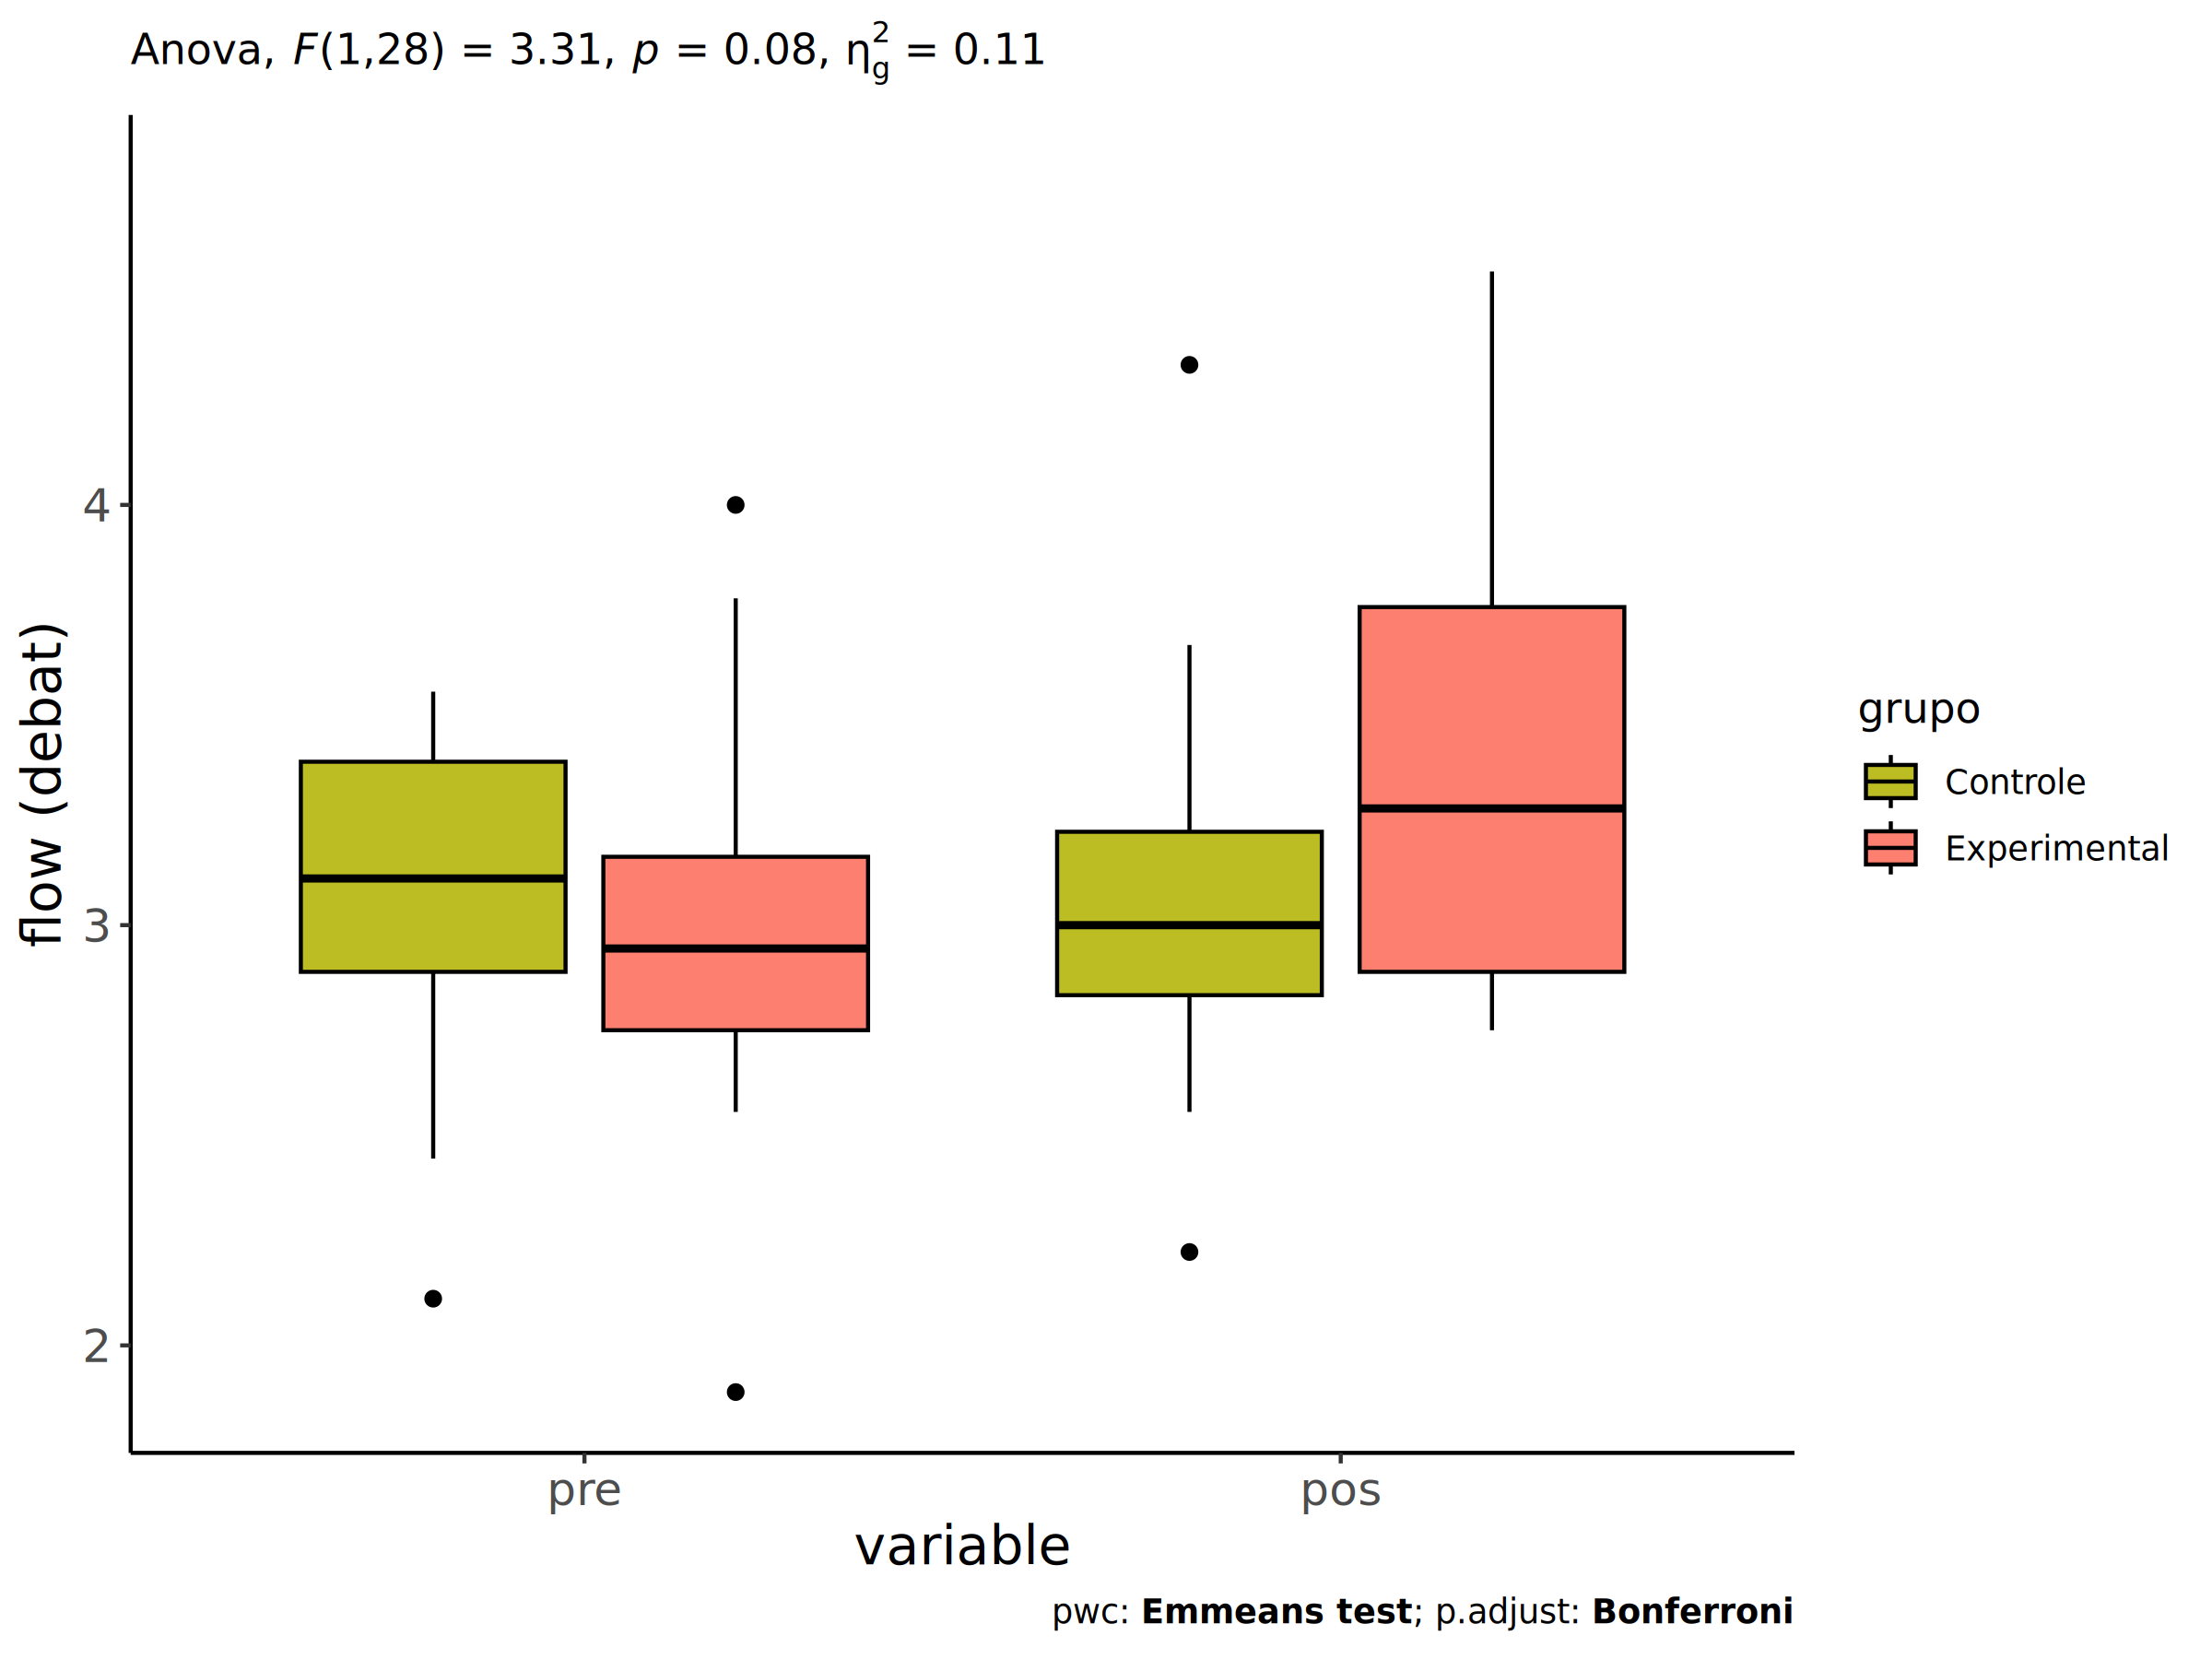 Anova, F(1,28) = 3.31, p = 0.08, η²g = 0.11
flow (debat)
4
3
2
pre pos
variable
grupo
Controle
Experimental
pwc: Emmeans test; p.adjust: Bonferroni